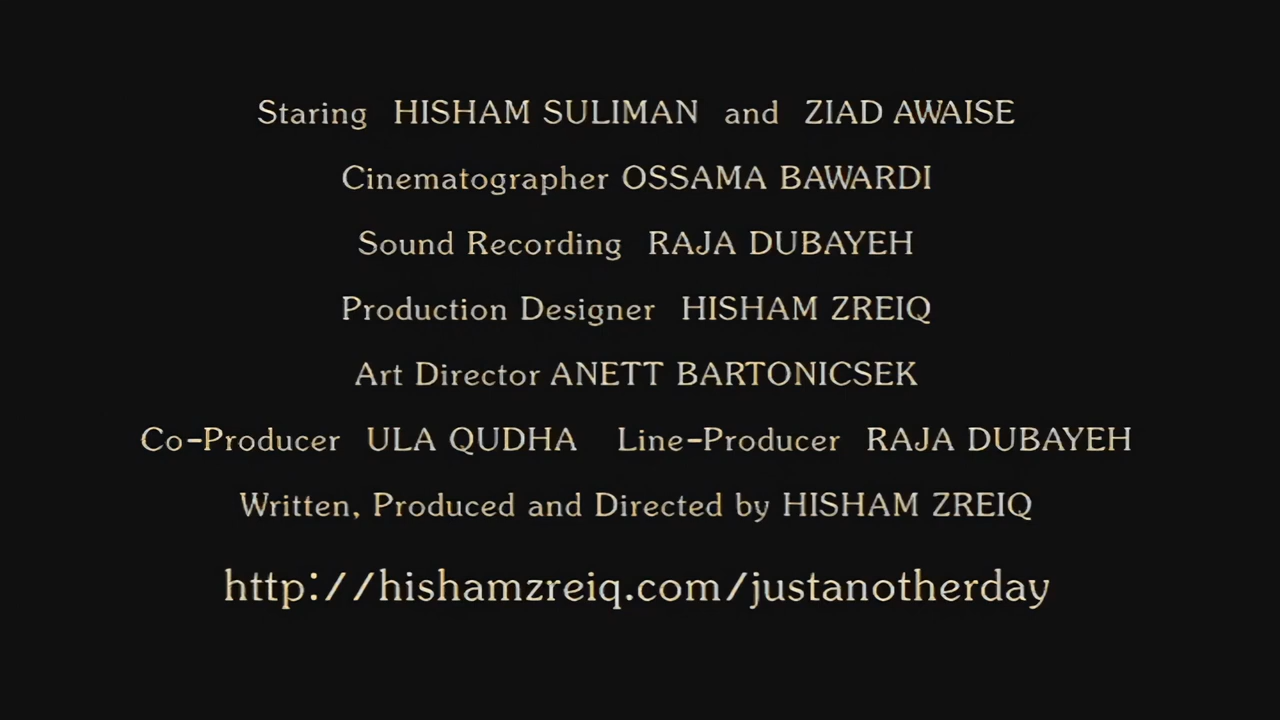 Staring HISHAM SULIMAN and ZIAD AWAISE
Cinematographer OSSAMA BAWARDI
Sound Recording RAJA DUBAYEH
Production Designer HISHAM ZREIQ
Art Director ANETT BARTONICSEK
Co-Producer ULA QUDHA Line-Producer RAJA DUBAYEH
Written, Produced and Directed by HISHAM ZREIQ
http://hishamzreiq.com/justanotherday